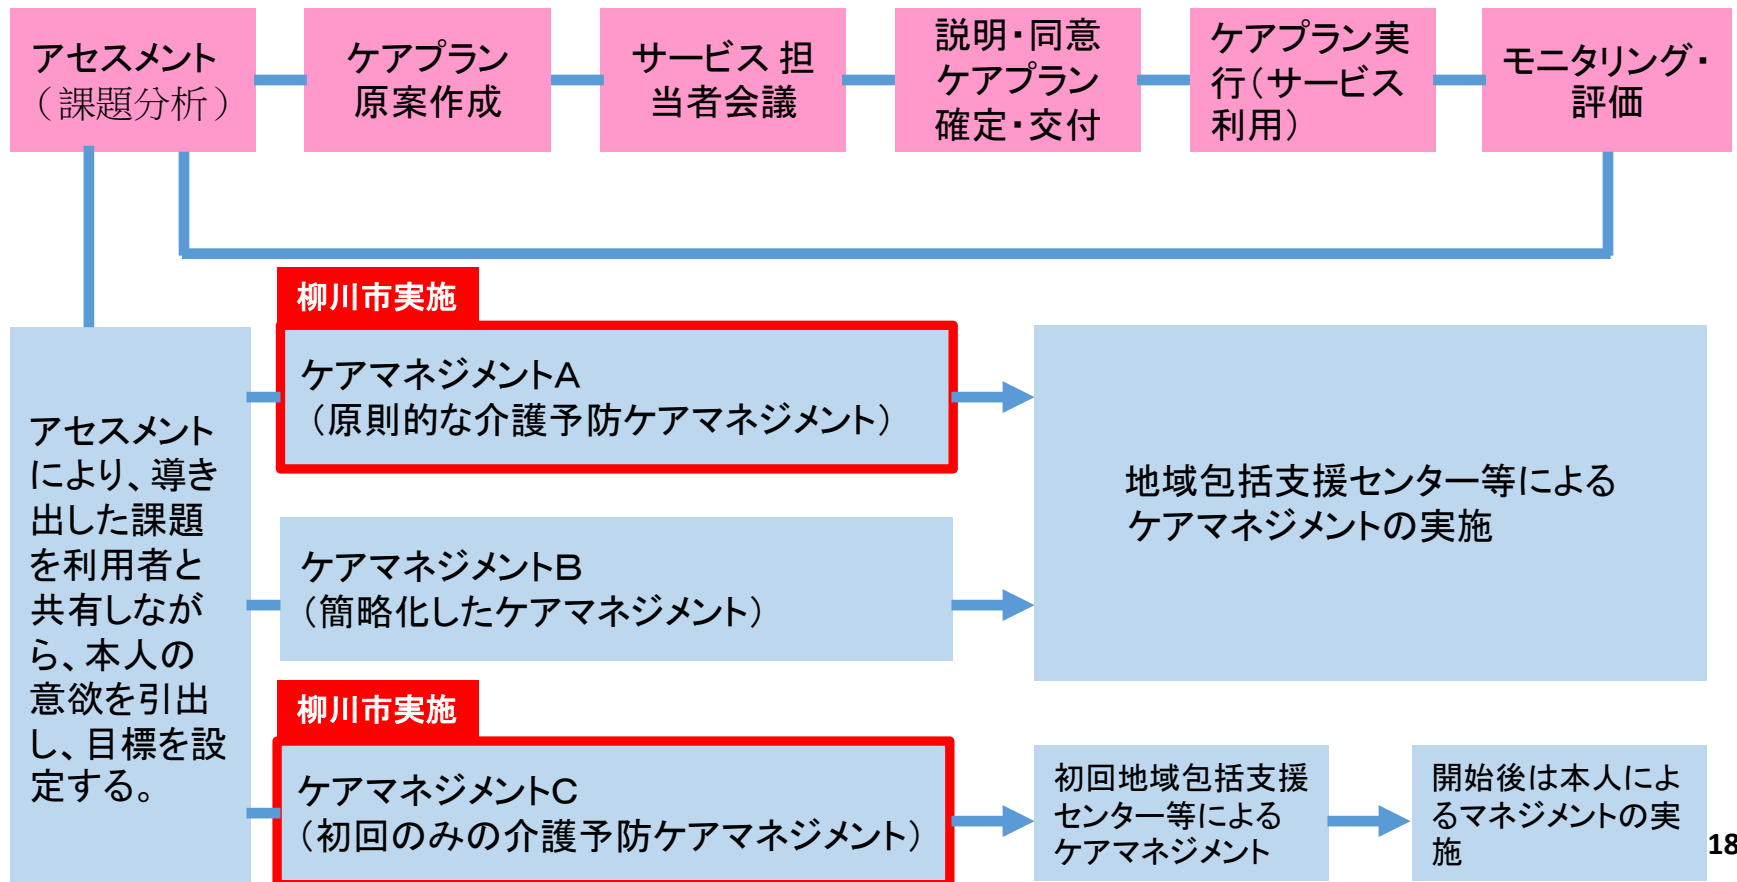 アセスメント
（課題分析）
ケアプラン
原案作成
サービス 担
当者会議
説明・同意
ケアプラン
確定・交付
ケアプラン実
行（サービス
利用）
モニタリング・
評価
アセスメント
により、導き
出した課題
を利用者と
共有しなが
ら、本人の
意欲を引出
し、目標を設
定する。
柳川市実施
ケアマネジメントＡ
（原則的な介護予防ケアマネジメント）
ケアマネジメントＢ
（簡略化したケアマネジメント）
地域包括支援センター等による
ケアマネジメントの実施
柳川市実施
ケアマネジメントＣ
（初回のみの介護予防ケアマネジメント）
初回地域包括支援
センター等による
ケアマネジメント
開始後は本人によ
るマネジメントの実
施
18